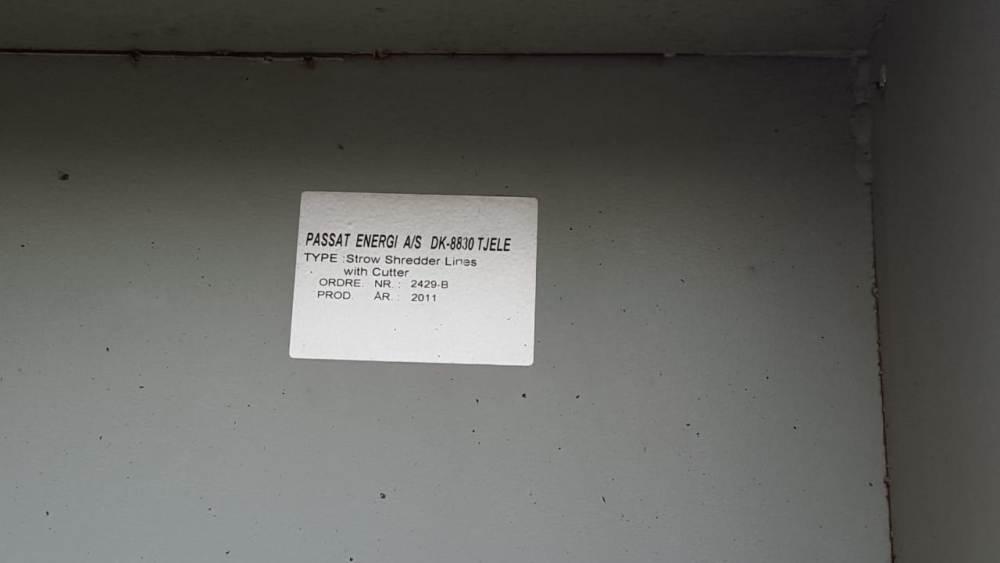 PASSAT ENERGI A/S DK-8830 TJELE
TYPE :Strow Shredder Lines
with Cutter
ORDRE. NR. : 2429-B
PROD. ÅR. : 2011